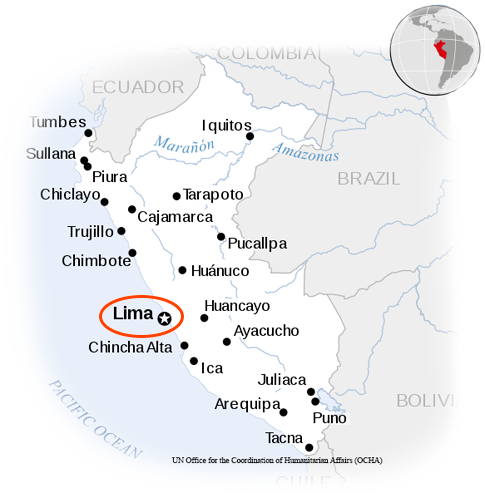 COLOMBIA
ECUADOR
Tumbes
Iquitos
Marañón
Amazonas
Sullana
Piura
BRAZIL
Chiclayo
Tarapoto
Cajamarca
Trujillo
Pucallpa
Chimbote
Huánuco
Huancayo
Lima
Ayacucho
Chincha Alta
Ica
Juliaca
PACIFIC OCEAN
Arequipa
BOLIVI
Puno
Tacna
UN Office for the Coordination of Humanitarian Affairs (OCHA)
CHILE